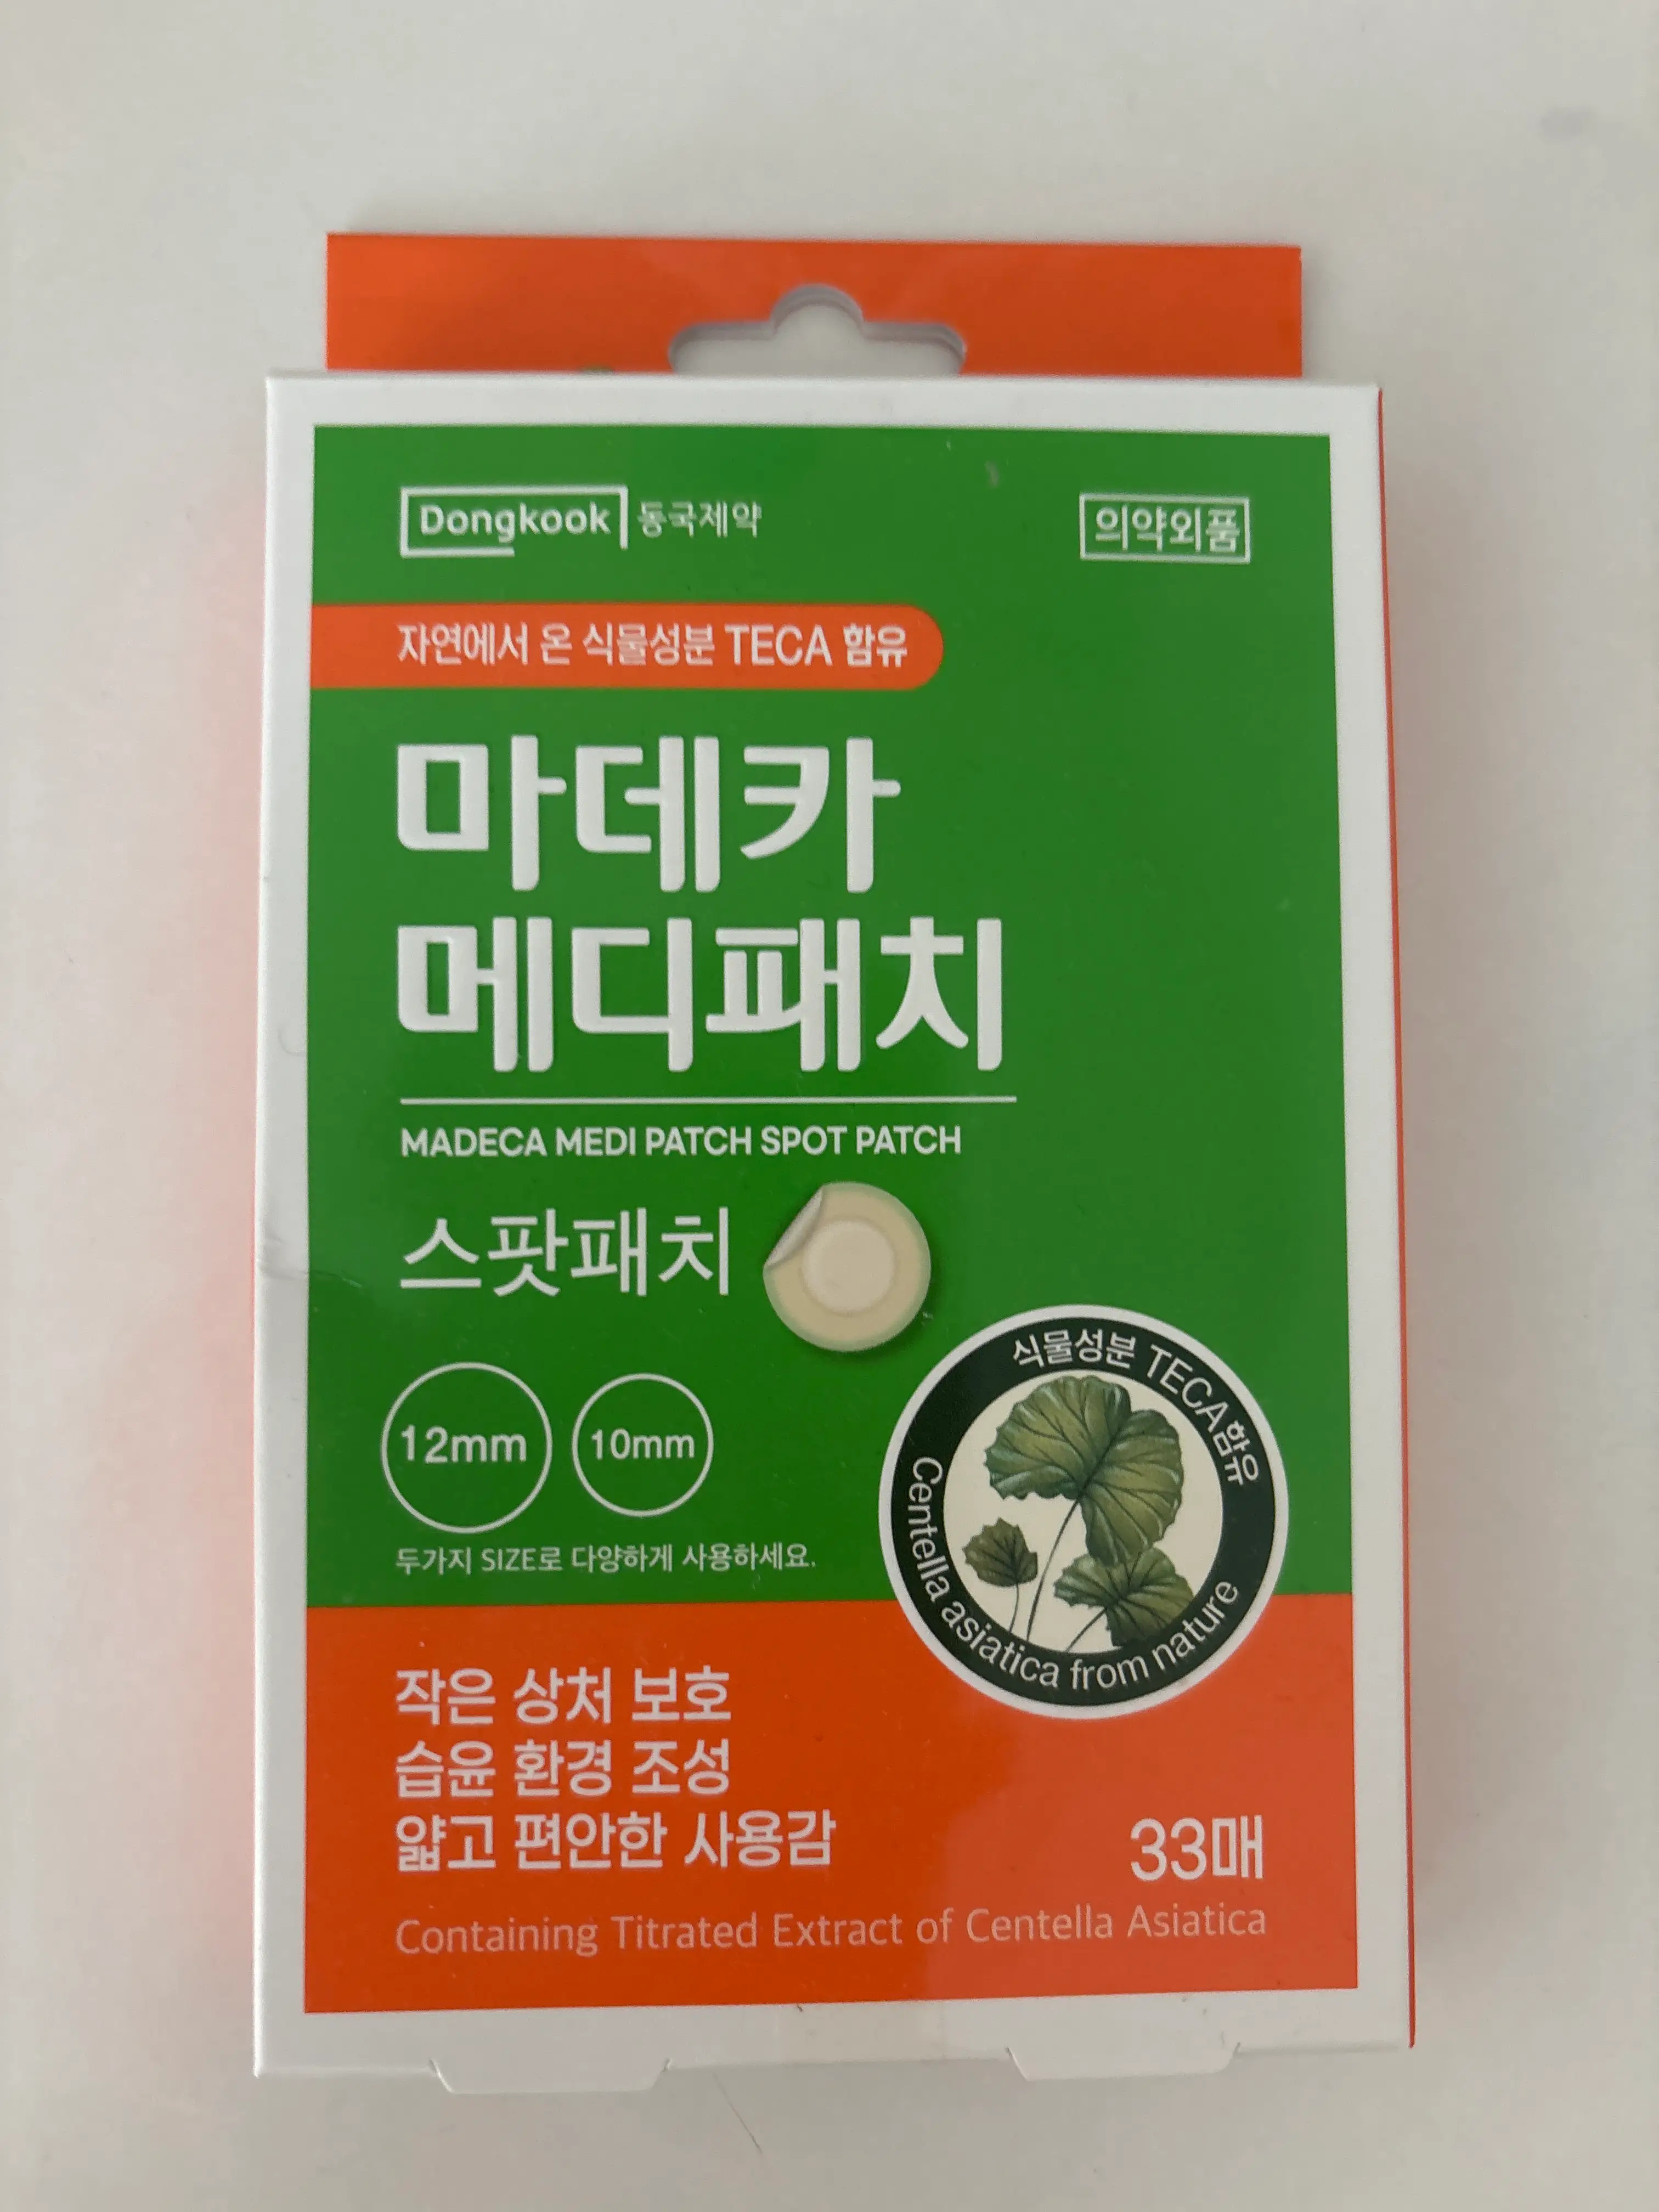 Dongkook 동국제약
의약외품
자연에서 온 식물성분 TECA 함유
마데카
메디패치
MADECA MEDI PATCH SPOT PATCH
스팟패치
12mm 10mm
두가지 SIZE로 다양하게 사용하세요.
식물성분 TECA함유
Centella asiatica from nature
작은 상처 보호
습윤 환경 조성
얇고 편안한 사용감
33매
Containing Titrated Extract of Centella Asiatica